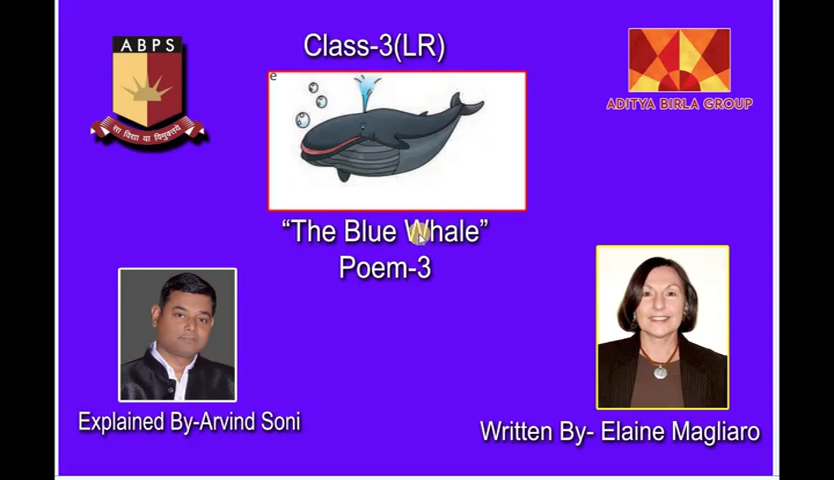 ABPS
Class-3(LR)
e
सा विद्या या विमुक्तये
ADITYA BIRLA GROUP
“The Blue Whale”
Poem-3
Explained By-Arvind Soni
Written By- Elaine Magliaro